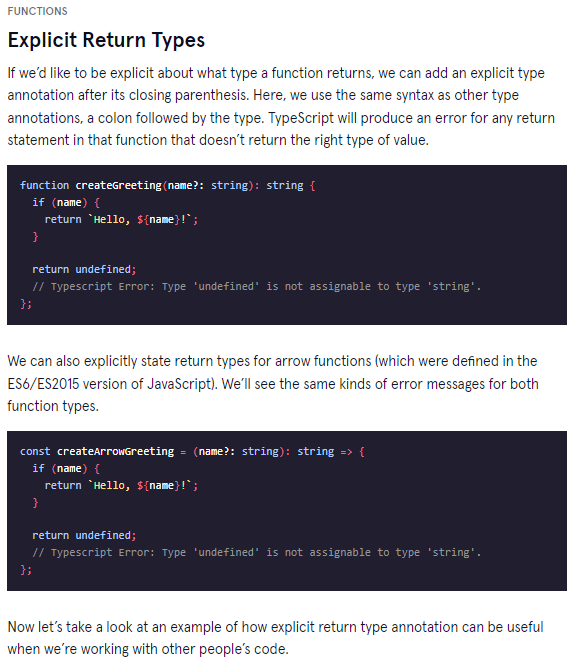 FUNCTIONS
Explicit Return Types
If we’d like to be explicit about what type a function returns, we can add an explicit type
annotation after its closing parenthesis. Here, we use the same syntax as other type
annotations, a colon followed by the type. TypeScript will produce an error for any return
statement in that function that doesn’t return the right type of value.
function createGreeting(name?: string): string {
  if (name) {
    return `Hello, ${name}!`;
  }

  return undefined;
  // Typescript Error: Type 'undefined' is not assignable to type 'string'.
};
We can also explicitly state return types for arrow functions (which were defined in the
ES6/ES2015 version of JavaScript). We’ll see the same kinds of error messages for both
function types.
const createArrowGreeting = (name?: string): string => {
  if (name) {
    return `Hello, ${name}!`;
  }

  return undefined;
  // Typescript Error: Type 'undefined' is not assignable to type 'string'.
};
Now let’s take a look at an example of how explicit return type annotation can be useful
when we’re working with other people’s code.